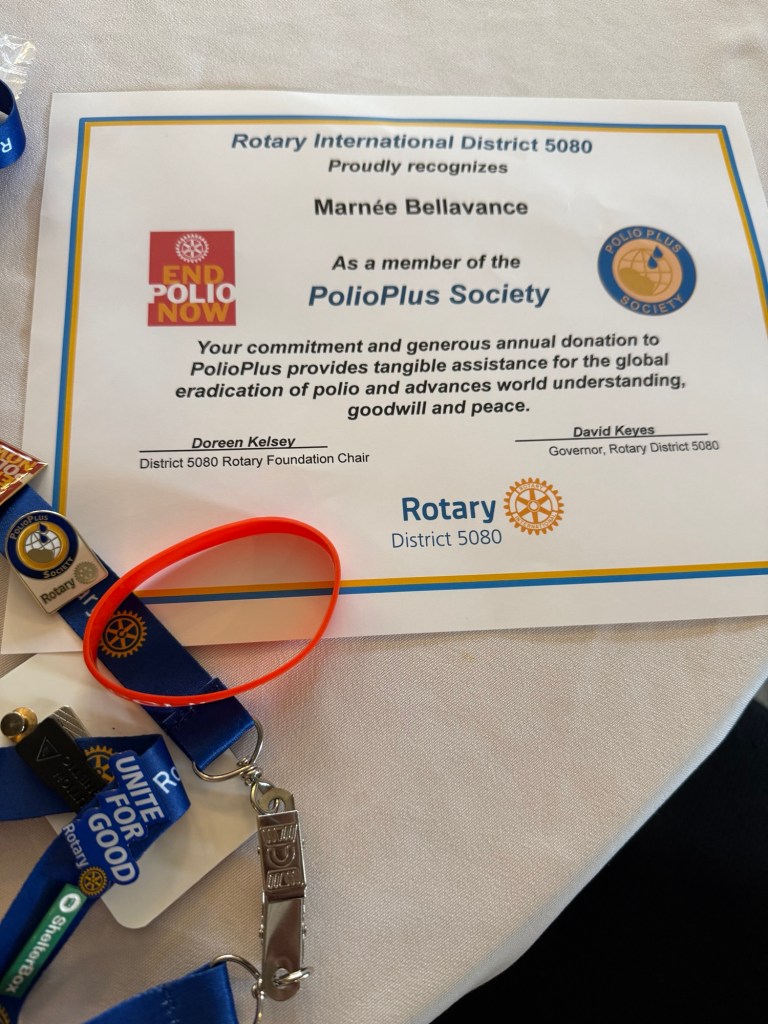 Rotary International District 5080
Proudly recognizes
Marnée Bellavance
END
POLIO
NOW
As a member of the
PolioPlus Society
POLIO PLUS
SOCIETY
Your commitment and generous annual donation to
PolioPlus provides tangible assistance for the global
eradication of polio and advances world understanding,
goodwill and peace.
Doreen Kelsey
District 5080 Rotary Foundation Chair
David Keyes
Governor, Rotary District 5080
Rotary
District 5080
POLIOPLUS
SOCIETY
Rotary
UNITE
FOR
GOOD
Rotary
ShelterBox